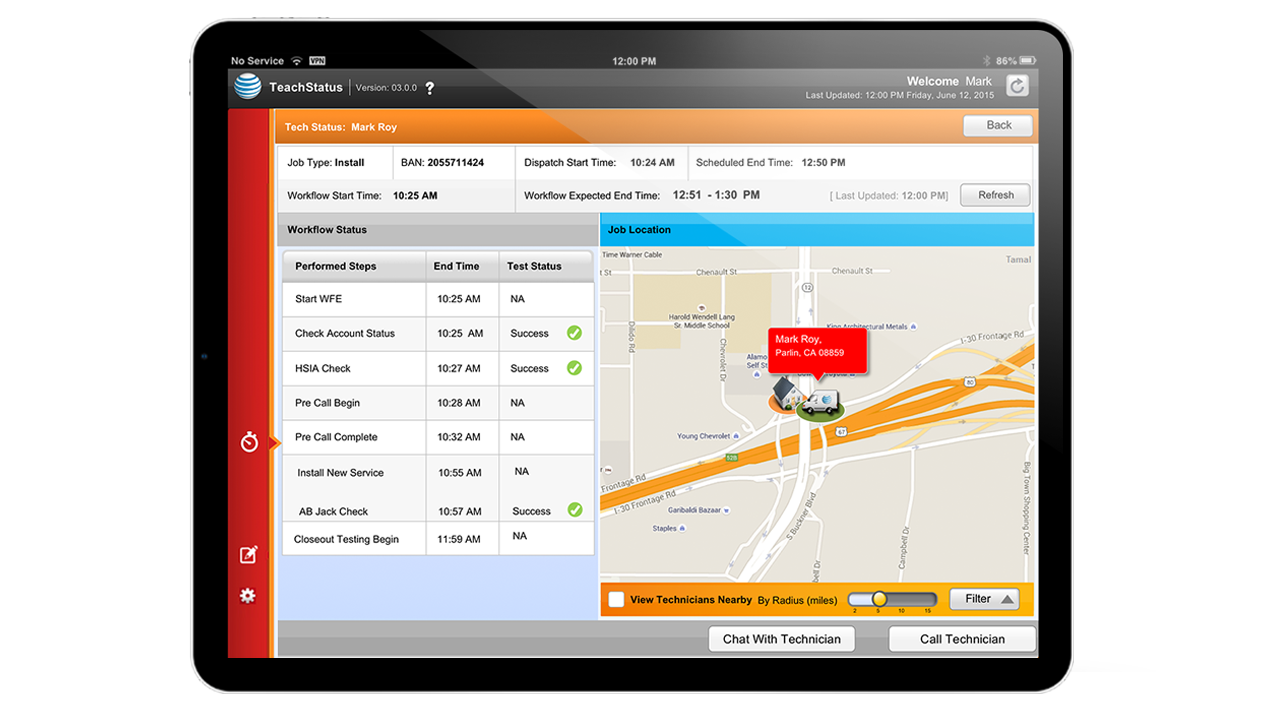 No Service VPN 12:00 PM 86%
TeachStatus Version: 03.0.0 ?
Welcome Mark
Last Updated: 12:00 PM Friday, June 12, 2015
Tech Status: Mark Roy Back
Job Type: Install BAN: 2055711424 Dispatch Start Time: 10:24 AM Scheduled End Time: 12:50 PM
Workflow Start Time: 10:25 AM Workflow Expected End Time: 12:51 - 1:30 PM [ Last Updated: 12:00 PM] Refresh
Workflow Status
Performed Steps End Time Test Status
Start WFE 10:25 AM NA
Check Account Status 10:25 AM Success
HSIA Check 10:27 AM Success
Pre Call Begin 10:28 AM NA
Pre Call Complete 10:32 AM NA
Install New Service 10:55 AM NA
AB Jack Check 10:57 AM Success
Closeout Testing Begin 11:59 AM NA
Job Location
Time Warner Cable
Tamal
t St
Chenault St
Chenault St
12
Harold Wendell Lang
Sr. Middle School
Dilido Rd
Chevrolet Dr
King Architectural Metals
I-30 Frontage Rd
Mark Roy,
Parlin, CA 08859
Alamo
Self St
80
67
Young Chevrolet
12B
Frontage Rd
I-30 Frontage Rd
S Buckner Blvd
Big Town Shopping Center
Garibaldi Bazaar
Staples
Campbell Dr
bell Dr
View Technicians Nearby By Radius (miles) Filter
2 5 10 15
Chat With Technician Call Technician